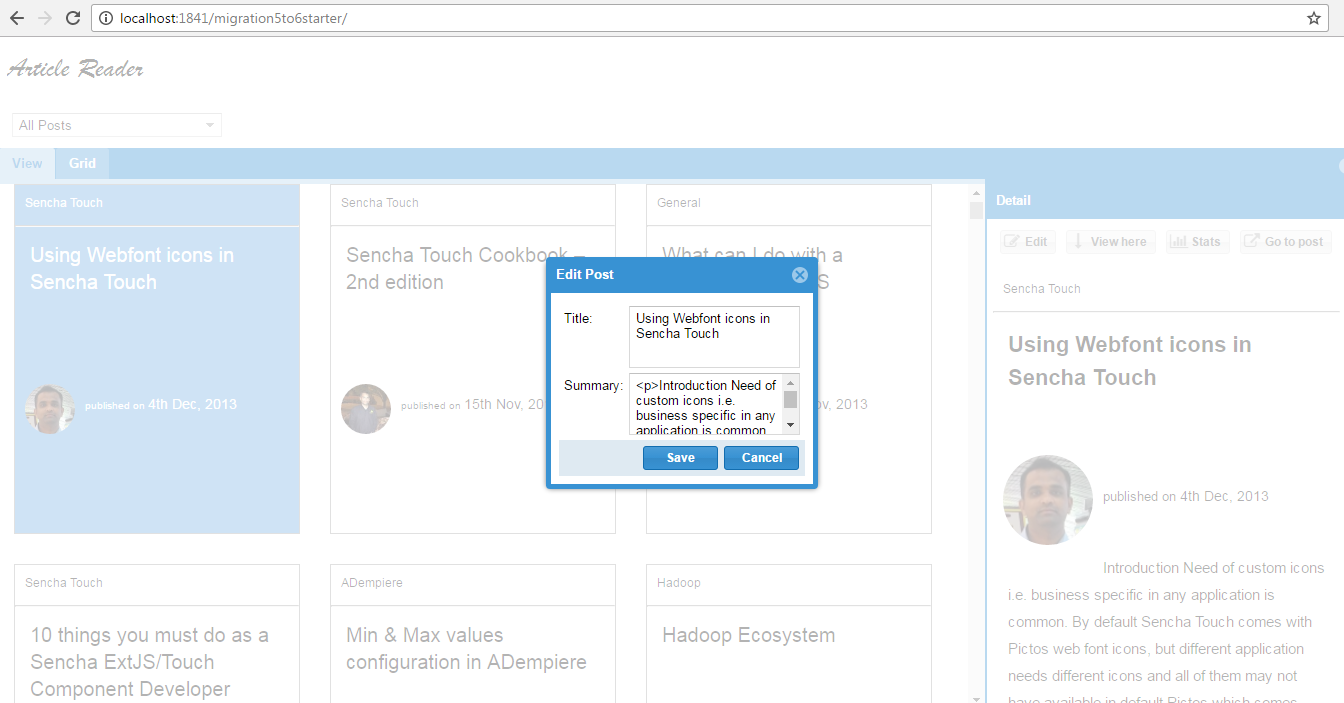 localhost:1841/migration5to6starter/
Article Reader
All Posts
View Grid
Sencha Touch
Using Webfont icons in
Sencha Touch
published on 4th Dec, 2013
Sencha Touch
Sencha Touch Cookbook –
2nd edition
published on 15th Nov, 20
General
What can I do with a
S
ov, 2013
Edit Post
Title:
Using Webfont icons in
Sencha Touch
Summary:
<p>Introduction Need of
custom icons i.e.
business specific in any
application is common.
Save Cancel
Detail
Edit View here Stats Go to post
Sencha Touch
Using Webfont icons in
Sencha Touch
published on 4th Dec, 2013
Introduction Need of custom icons
i.e. business specific in any application is
common. By default Sencha Touch comes with
Pictos web font icons, but different application
needs different icons and all of them may not
have available in default Pictos which comes
Sencha Touch
10 things you must do as a
Sencha ExtJS/Touch
Component Developer
ADempiere
Min & Max values
configuration in ADempiere
Hadoop
Hadoop Ecosystem